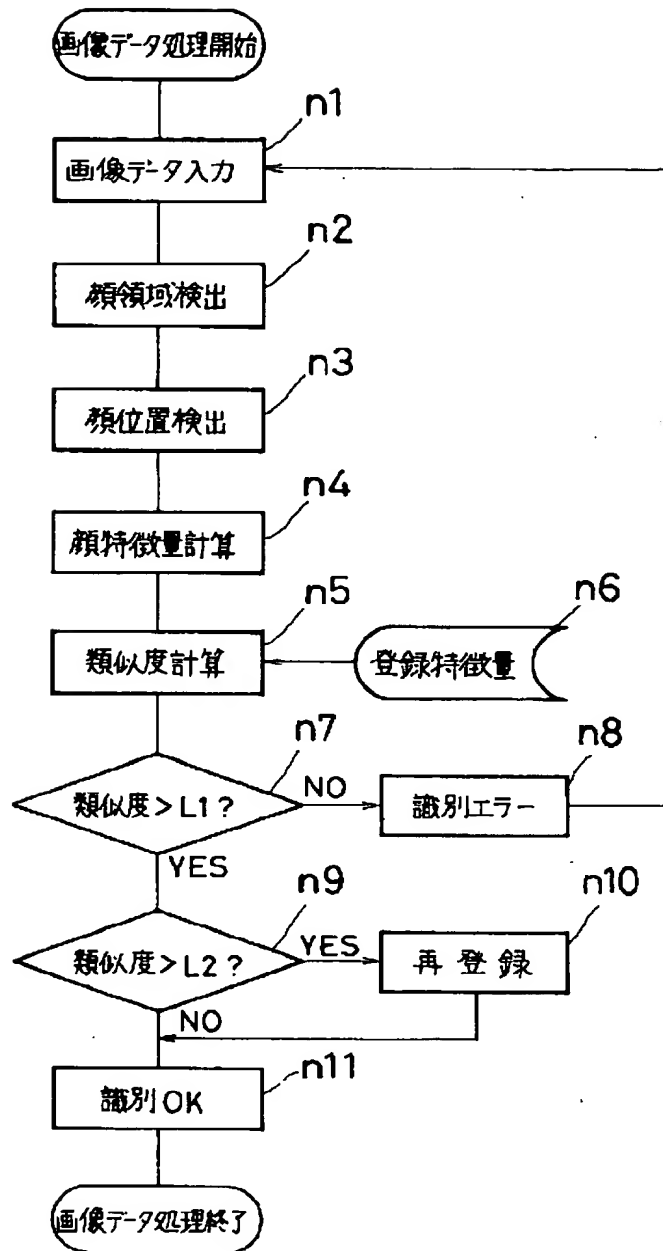 画像データ処理開始
n1
画像データ入力
n2
顔領域検出
n3
顔位置検出
n4
顔特徴量計算
n5
類似度計算
n6
登録特徴量
n7
類似度>L1?
NO
n8
識別エラー
YES
n9
類似度>L2?
YES
n10
再登録
NO
n11
識別OK
画像データ処理終了